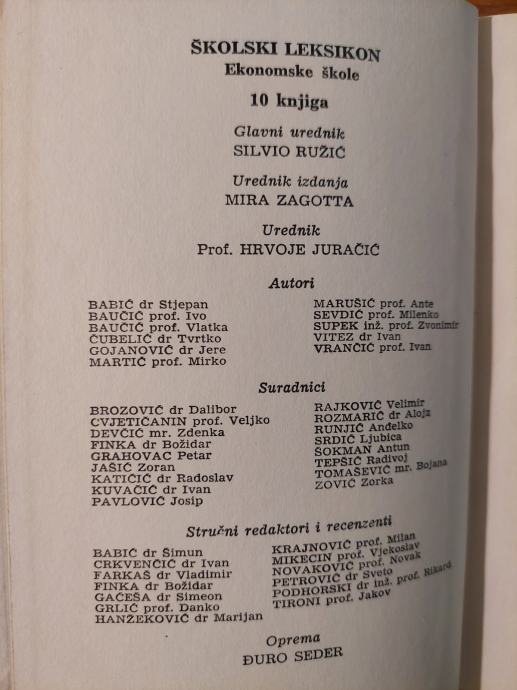 ŠKOLSKI LEKSIKON
Ekonomske škole
10 knjiga
Glavni urednik
SILVIO RUŽIĆ
Urednik izdanja
MIRA ZAGOTTA
Urednik
Prof. HRVOJE JURAČIĆ
Autori
BABIĆ dr Stjepan
BAUČIĆ prof. Ivo
BAUČIĆ prof. Vlatka
ČUBELIĆ dr Tvrtko
GOJANOVIĆ dr Jere
MARTIĆ prof. Mirko
MARUŠIĆ prof. Ante
SEVDIĆ prof. Milenko
SUPEK inž. prof. Zvonimir
VITEZ dr Ivan
VRANČIĆ prof. Ivan
Suradnici
BROZOVIĆ dr Dalibor
CVJETIČANIN prof. Veljko
DEVČIĆ mr. Zdenka
FINKA dr Božidar
GRAHOVAC Petar
JAŠIĆ Zoran
KATIČIĆ dr Radoslav
KUVAČIĆ dr Ivan
PAVLOVIĆ Josip
RAJKOVIĆ Velimir
ROZMARIĆ dr Alojz
RUNJIĆ Anđelko
SRDIĆ Ljubica
ŠOKMAN Antun
TEPŠIĆ Radivoj
TOMAŠEVIĆ mr. Bojana
ZOVIĆ Zorka
Stručni redaktori i recenzenti
BABIĆ dr Šimun
CRKVENČIĆ dr Ivan
FARKAŠ dr Vladimir
FINKA dr Božidar
GAĆEŠA dr Simeon
GRLIĆ prof. Danko
HANŽEKOVIĆ dr Marijan
KRAJNOVIĆ prof. Milan
MIKECIN prof. Vjekoslav
NOVAKOVIĆ prof. Novak
PETROVIĆ dr Sveto
PODHORSKI dr inž. prof. Rikard
TIRONI prof. Jakov
Oprema
ĐURO SEDER